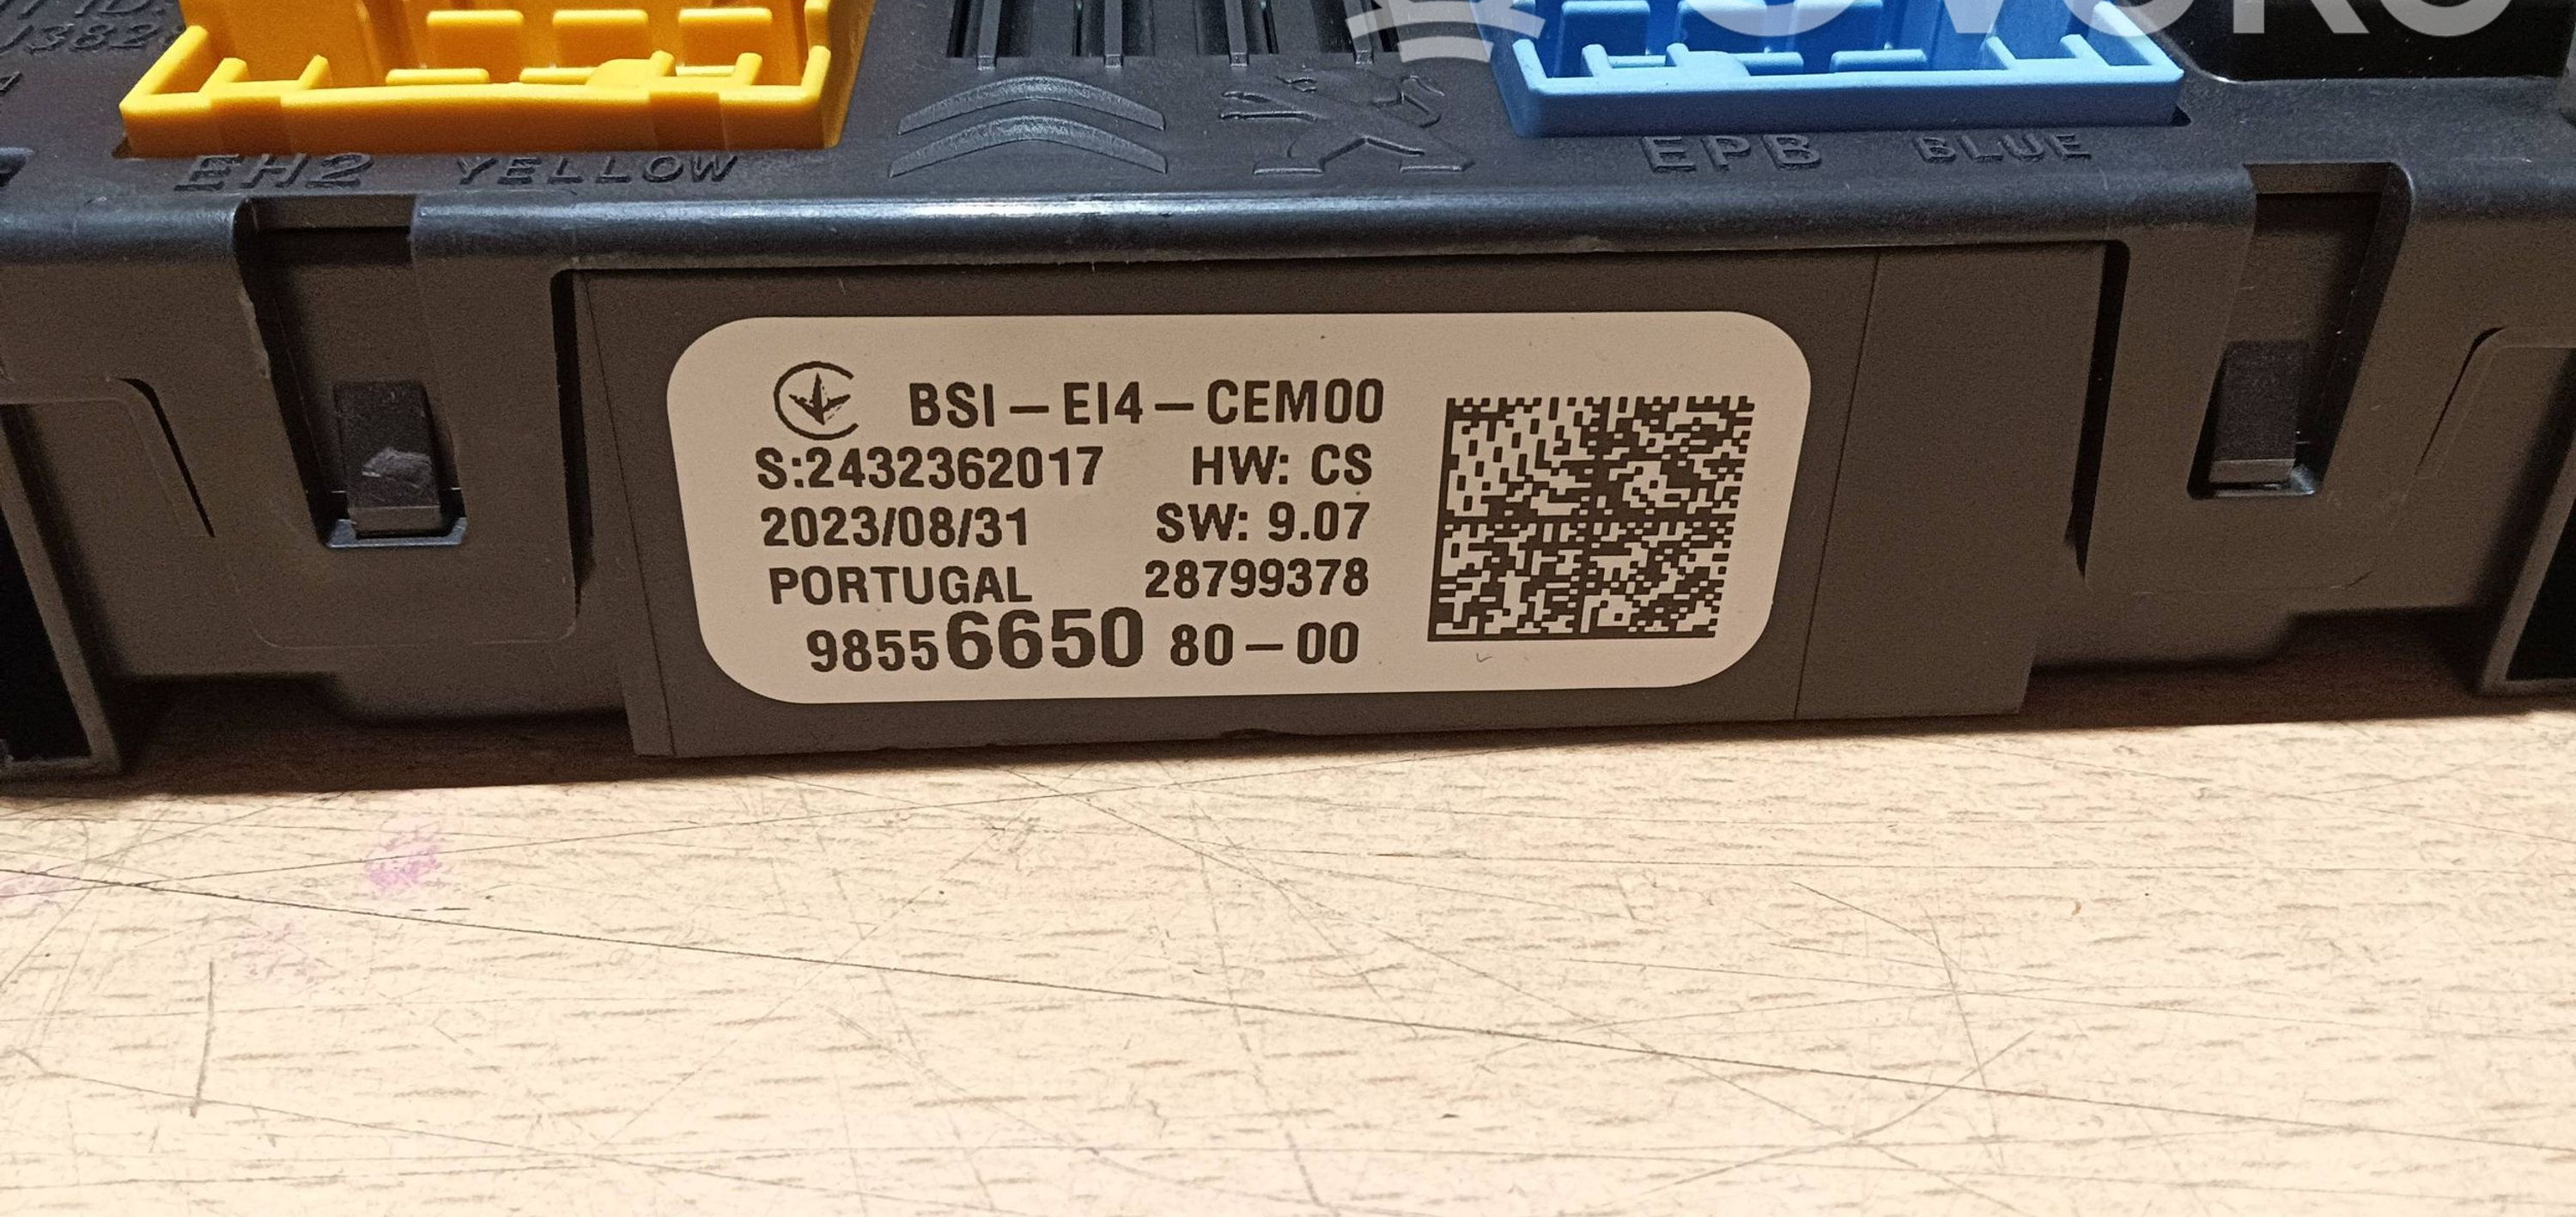 EH2 YELLOW
EPB BLUE
BSI-EI4-CEM00
S:2432362017 HW: CS
2023/08/31 SW: 9.07
PORTUGAL 28799378
98556650 80-00